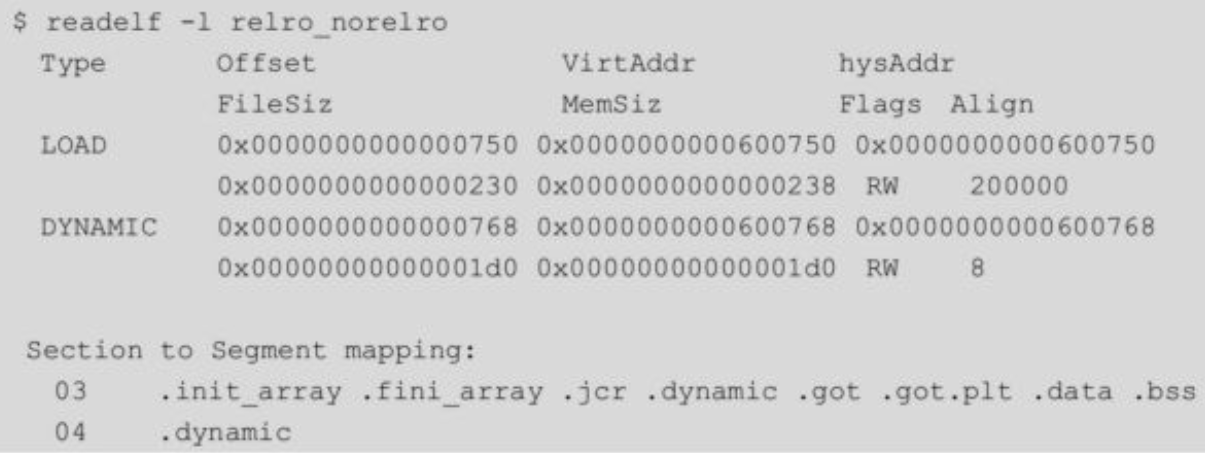 $ readelf -l relro_norelro
Type Offset VirtAddr hysAddr
FileSiz MemSiz Flags Align
LOAD 0x0000000000000750 0x0000000000600750 0x0000000000600750
0x0000000000000230 0x0000000000000238 RW 200000
DYNAMIC 0x0000000000000768 0x0000000000600768 0x0000000000600768
0x00000000000001d0 0x00000000000001d0 RW 8
Section to Segment mapping:
03 .init_array .fini_array .jcr .dynamic .got .got.plt .data .bss
04 .dynamic